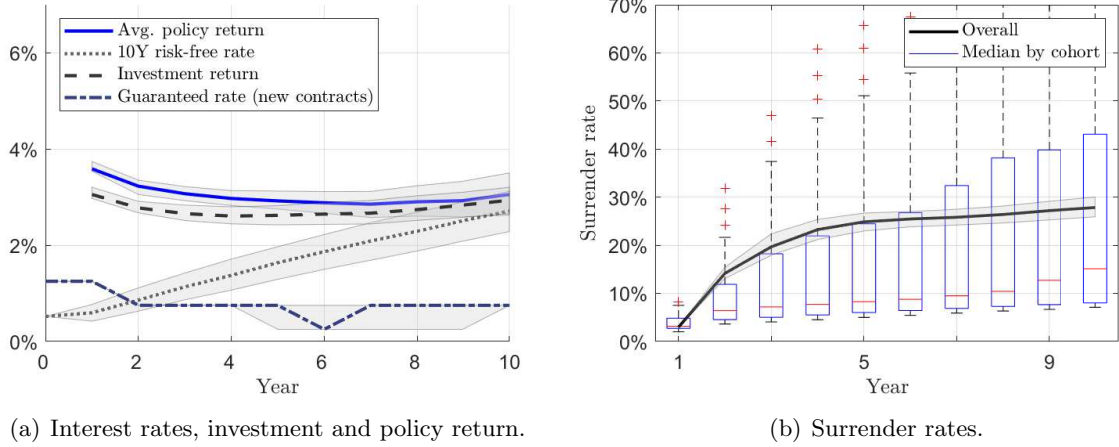 6%
4%
2%
0%
Avg. policy return
10Y risk-free rate
Investment return
Guaranteed rate (new contracts)
0 2 4 6 8 10
Year
(a) Interest rates, investment and policy return.
70%
60%
50%
40%
30%
20%
10%
0%
Surrender rate
Overall
Median by cohort
1 5 9
Year
(b) Surrender rates.